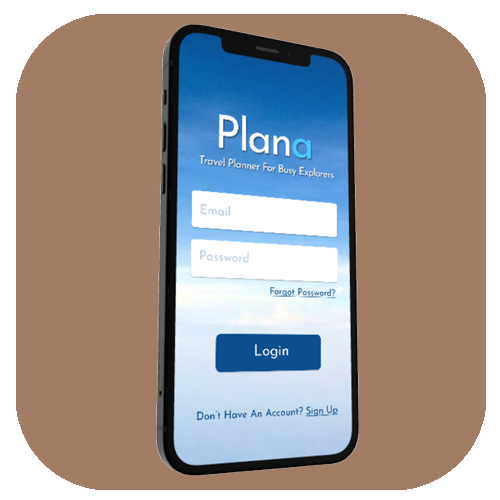 Plana
Travel Planner For Busy Explorers
Email
Password
Forgot Password?
Login
Don't Have An Account? Sign Up